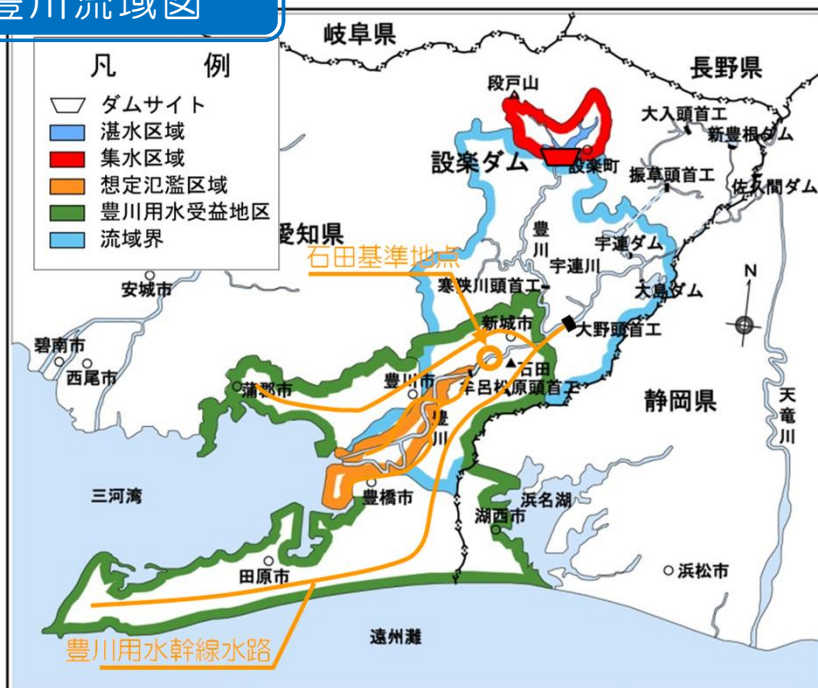 豊川流域図
岐阜県
長野県
凡 例
ダムサイト
湛水区域
集水区域
想定氾濫区域
豊川用水受益地区
流域界
段戸山
大入頭首工
新豊根ダム
設楽ダム
設楽町
振草頭首工
佐久間ダム
愛知県
豊川
宇連ダム
石田基準地点
宇連川
寒狭川頭首工
大島ダム
安城市
N
新城市
大野頭首工
碧南市
西尾市
石田
豊川市
牟呂松原頭首工
蒲郡市
静岡県
天竜川
豊川
三河湾
豊橋市
浜名湖
湖西市
田原市
浜松市
遠州灘
豊川用水幹線水路